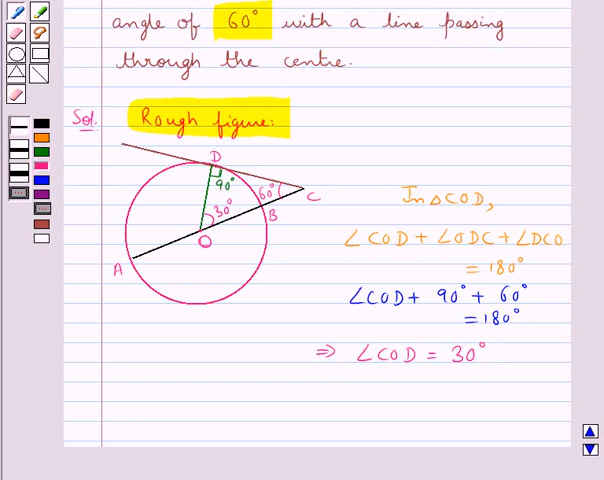 angle of 60° with a line passing
through the centre.
Sol. Rough figure:
D
90°
60°
C
30°
B
O
A
In △COD,
∠COD + ∠ODC + ∠DCO
= 180°
∠COD + 90° + 60°
= 180°
⇒ ∠COD = 30°